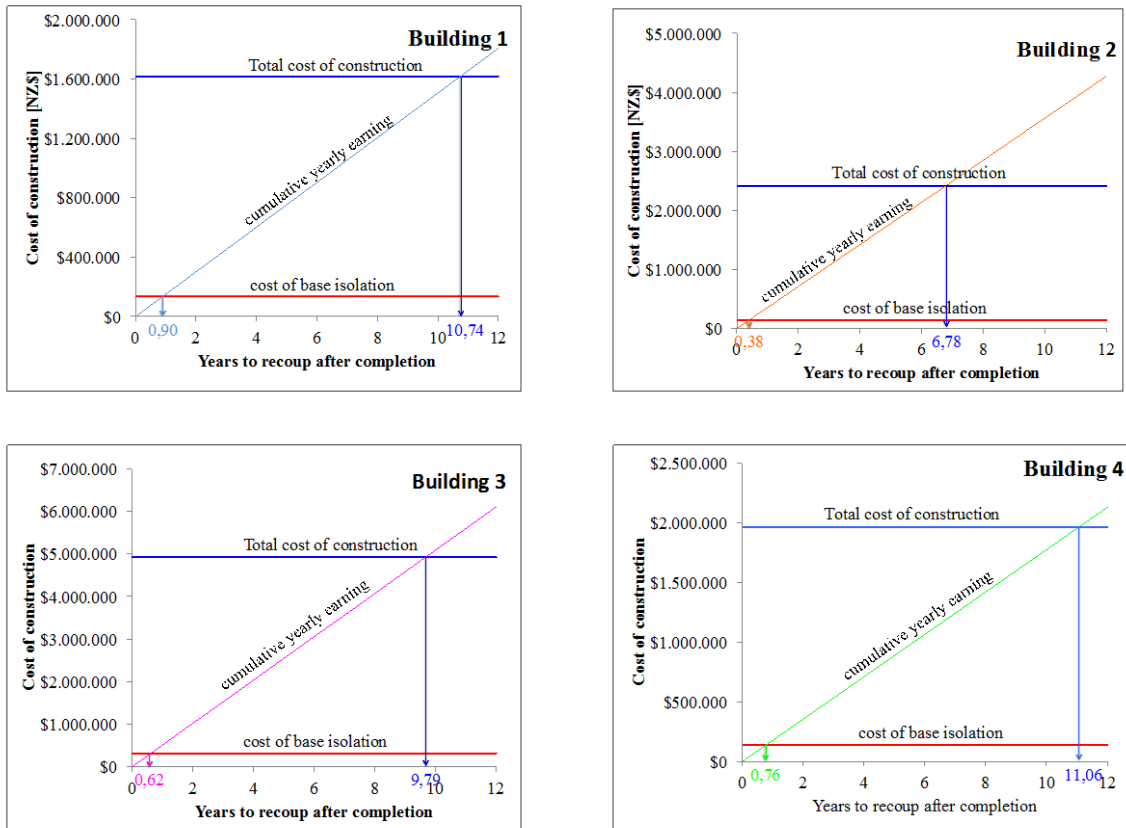 Building 1
$2.000.000
$1.600.000
$1.200.000
$800.000
$400.000
$0
Cost of construction [NZ$]
Total cost of construction
cumulative yearly earning
cost of base isolation
0 2 4 6 8 10 12
0,90 10,74
Years to recoup after completion
Building 2
$5.000.000
$4.000.000
$3.000.000
$2.000.000
$1.000.000
$0
Cost of construction [NZ$]
Total cost of construction
cumulative yearly earning
cost of base isolation
0 2 4 6 8 10 12
0,38 6,78
Years to recoup after completion
Building 3
$7.000.000
$6.000.000
$5.000.000
$4.000.000
$3.000.000
$2.000.000
$1.000.000
$0
Cost of construction
Total cost of construction
cumulative yearly earning
cost of base isolation
0 2 4 6 8 10 12
0,62 9,79
Years to recoup after completion
Building 4
$2.500.000
$2.000.000
$1.500.000
$1.000.000
$500.000
$0
Cost of construction
Total cost of construction
cumulative yearly earning
cost of base isolation
0 2 4 6 8 10 12
0,76 11,06
Years to recoup after completion